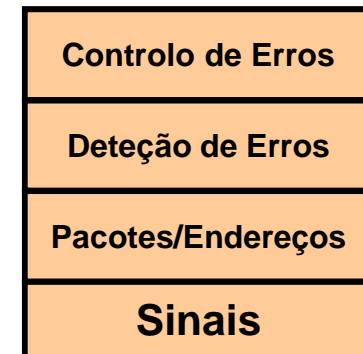 Controlo de Erros
Deteção de Erros
Pacotes/Endereços
Sinais